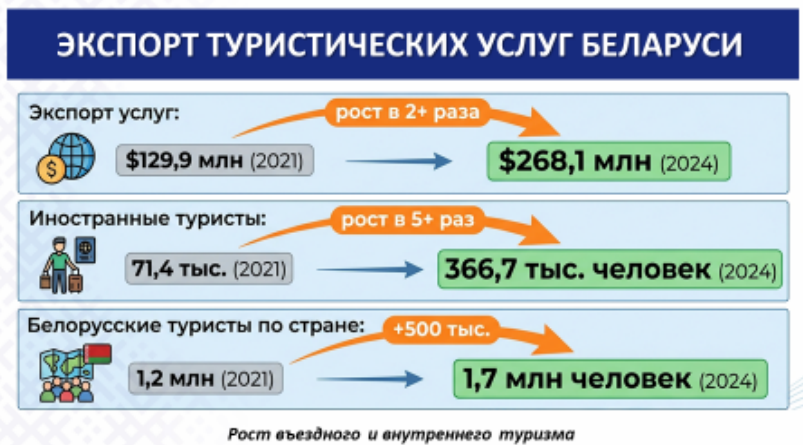 ЭКСПОРТ ТУРИСТИЧЕСКИХ УСЛУГ БЕЛАРУСИ
Экспорт услуг:
рост в 2+ раза
$
$129,9 млн (2021)
$268,1 млн (2024)
Иностранные туристы:
рост в 5+ раз
71,4 тыс. (2021)
366,7 тыс. человек (2024)
Белорусские туристы по стране:
+500 тыс.
1,2 млн (2021)
1,7 млн человек (2024)
Рост въездного и внутреннего туризма